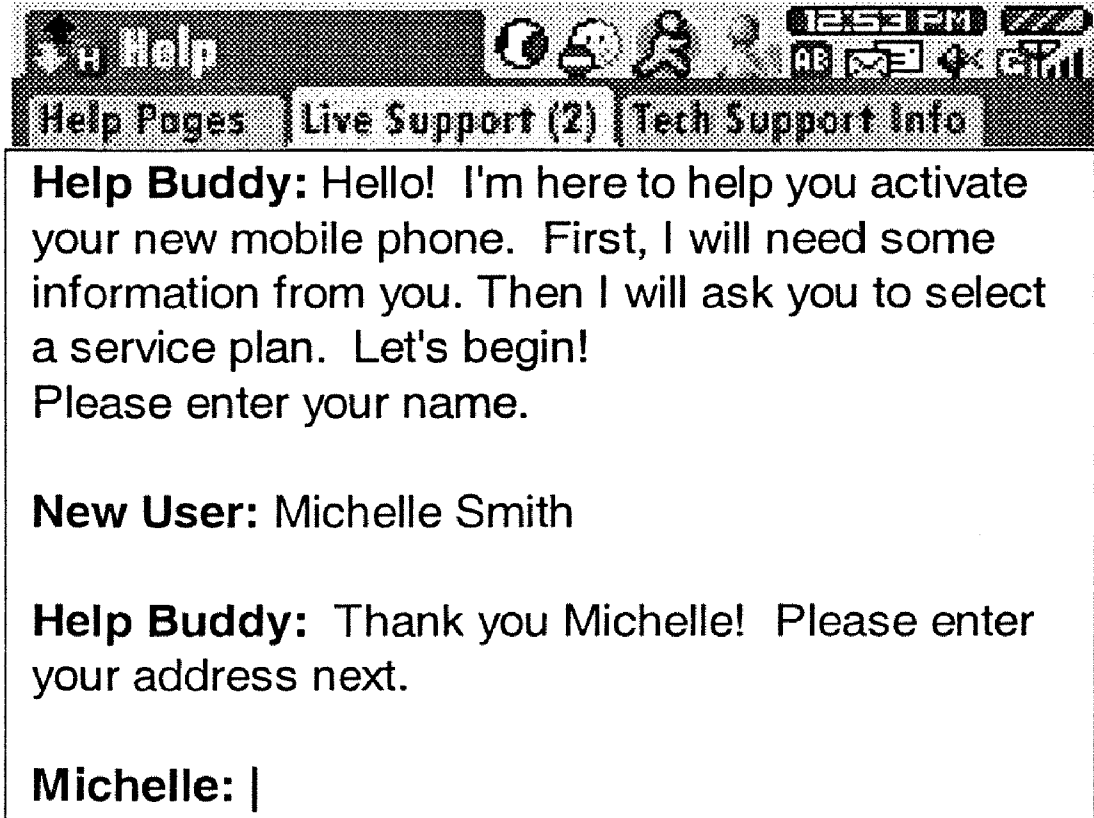 H Help
12:53 PM
AB
G
Help Pages
Live Support (2)
Tech Support Info
Help Buddy: Hello! I'm here to help you activate
your new mobile phone. First, I will need some
information from you. Then I will ask you to select
a service plan. Let's begin!
Please enter your name.
New User: Michelle Smith
Help Buddy: Thank you Michelle! Please enter
your address next.
Michelle: |